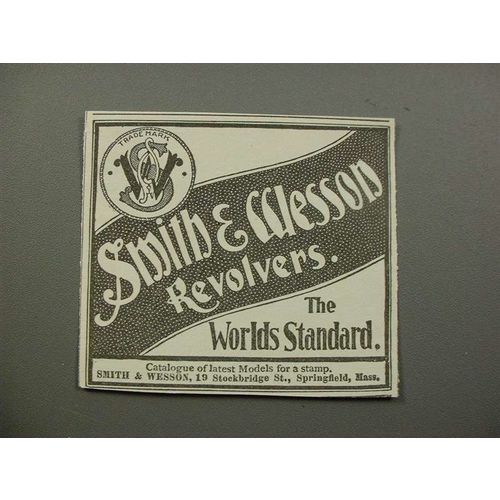 TRADE MARK
S W
Smith & Wesson
Revolvers.
The
Worlds Standard.
Catalogue of latest Models for a stamp.
SMITH & WESSON, 19 Stockbridge St., Springfield, Mass.